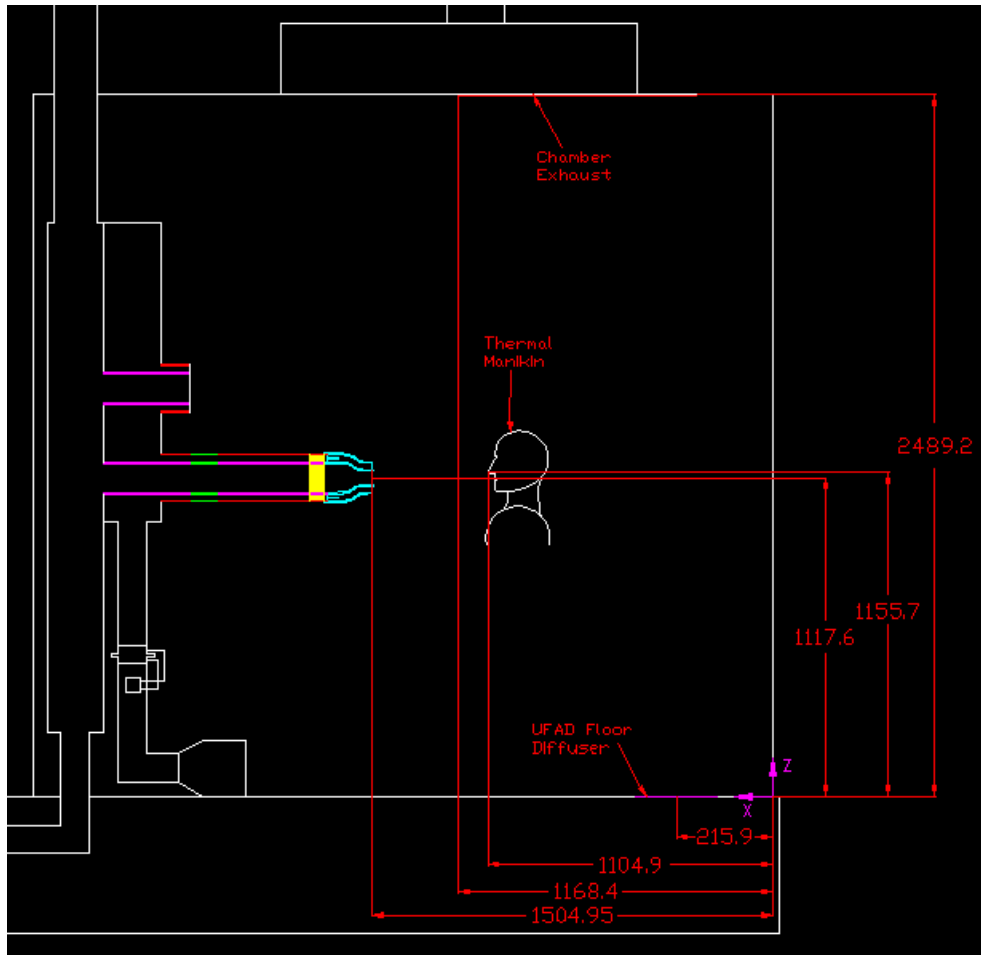 Chamber
Exhaust
Thermal
Manikin
2489.2
1155.7
1117.6
UFAD Floor
Diffuser
Z
X
215.9
1104.9
1168.4
1504.95